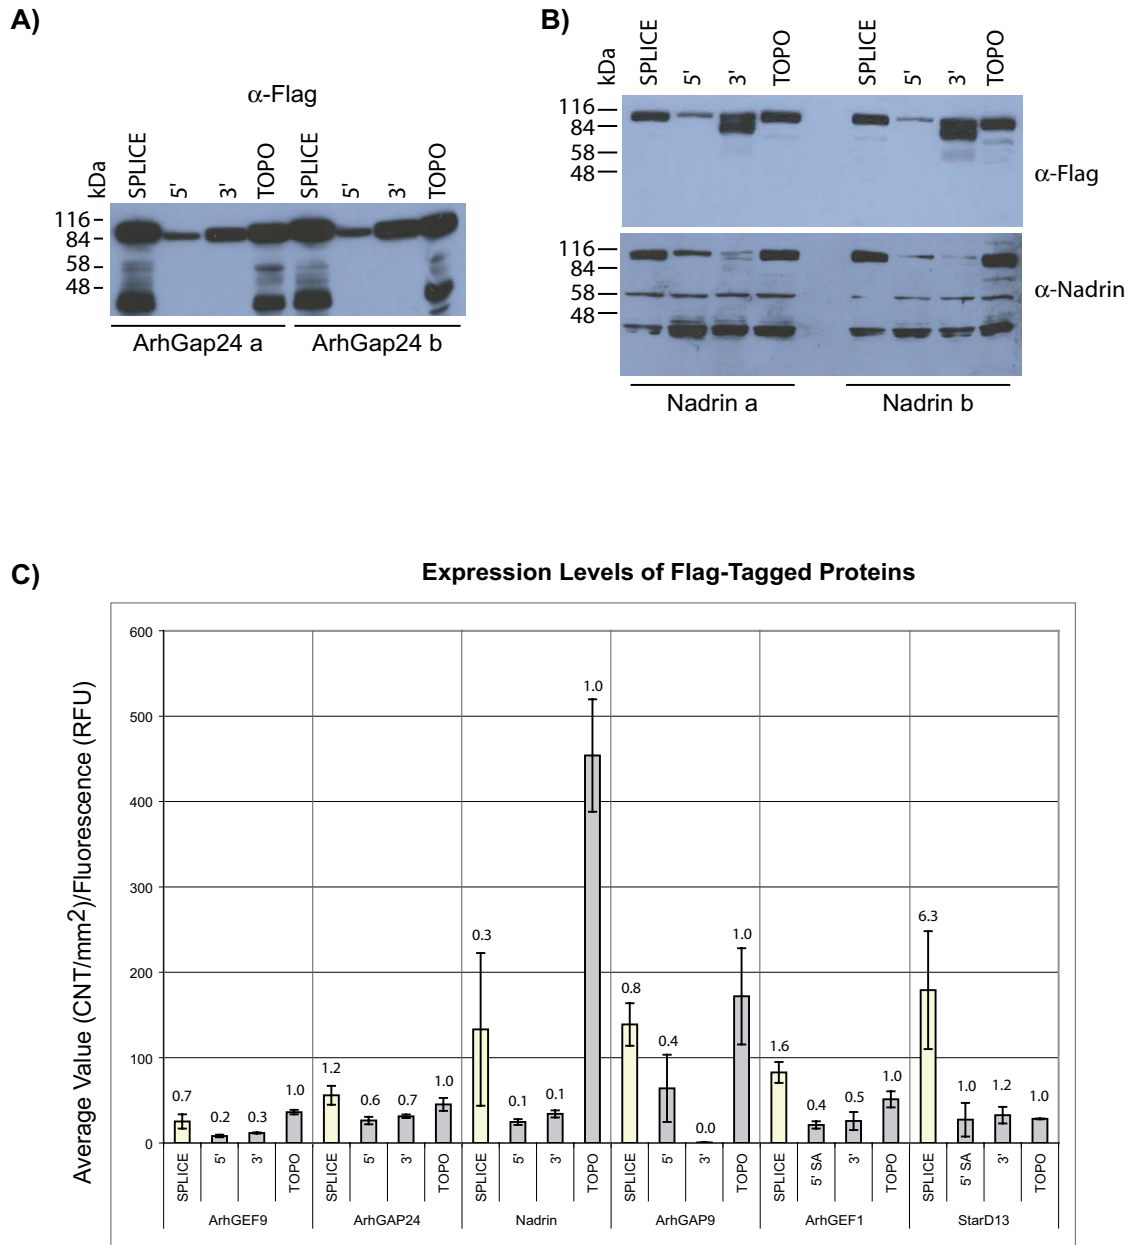 A)
α-Flag
kDa
SPLICE
5'
3'
TOPO
SPLICE
5'
3'
TOPO
116
84
58
48
ArhGap24 a
ArhGap24 b
B)
kDa
SPLICE
5'
3'
TOPO
SPLICE
5'
3'
TOPO
116
84
58
48
α-Flag
116
84
58
48
α-Nadrin
Nadrin a
Nadrin b
C)
Expression Levels of Flag-Tagged Proteins
Average Value (CNT/mm2)/Fluorescence (RFU)
600
500
400
300
200
100
0
0.7
0.2
0.3
1.0
1.2
0.6
0.7
1.0
0.3
0.1
0.1
1.0
0.8
0.4
0.0
1.0
1.6
0.4
0.5
1.0
6.3
1.0
1.2
1.0
SPLICE
5'
3'
TOPO
SPLICE
5'
3'
TOPO
SPLICE
5'
3'
TOPO
SPLICE
5'
3'
TOPO
SPLICE
5' SA
3'
TOPO
SPLICE
5' SA
3'
TOPO
ArhGEF9
ArhGAP24
Nadrin
ArhGAP9
ArhGEF1
StarD13